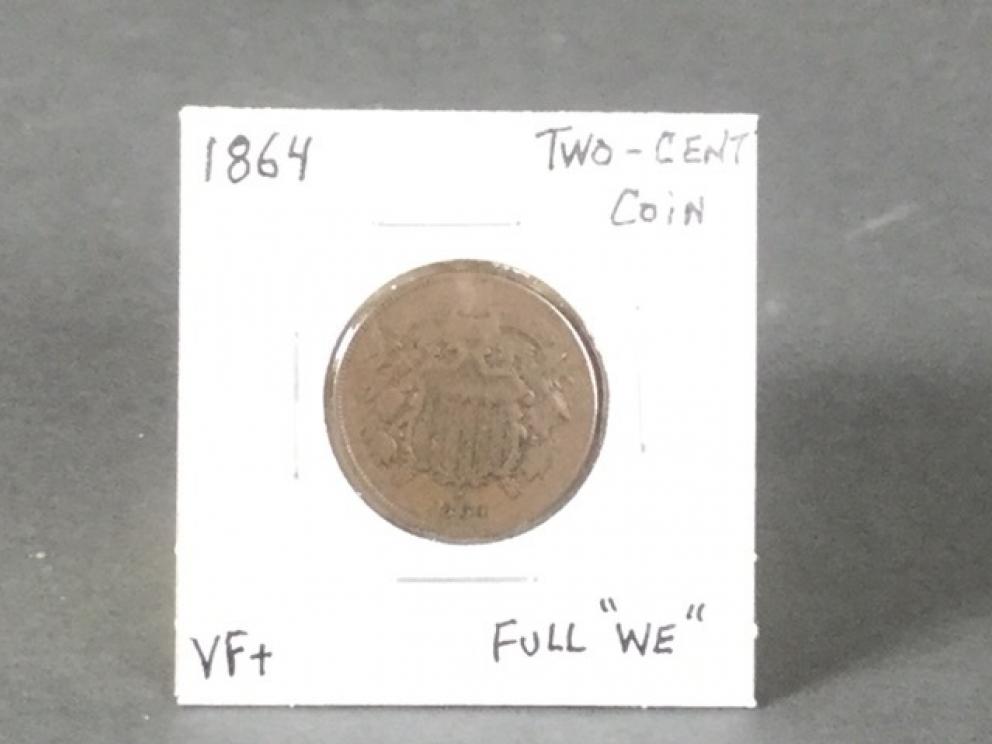 1864
TWO-CENT
COIN
VF+
FULL "WE"